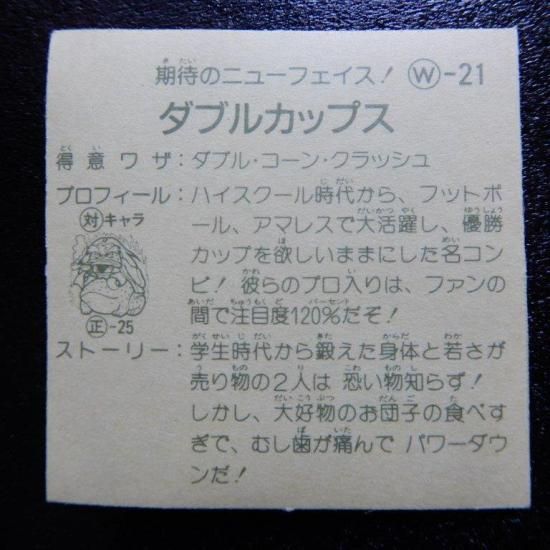 期待のニューフェイス! Ⓦ-21
ダブルカップス
得意ワザ:ダブル・コーン・クラッシュ
プロフィール:ハイスクール時代から、フットボ
ール、アマレスで大活躍し、優勝
カップを欲しいままにした名コン
ビ! 彼らのプロ入りは、ファンの
間で注目度120%だぞ!
対キャラ
正-25
ストーリー:学生時代から鍛えた身体と若さが
売り物の2人は 恐い物知らず!
しかし、大好物のお団子の食べす
ぎで、むし歯が痛んで パワーダウ
ンだ!